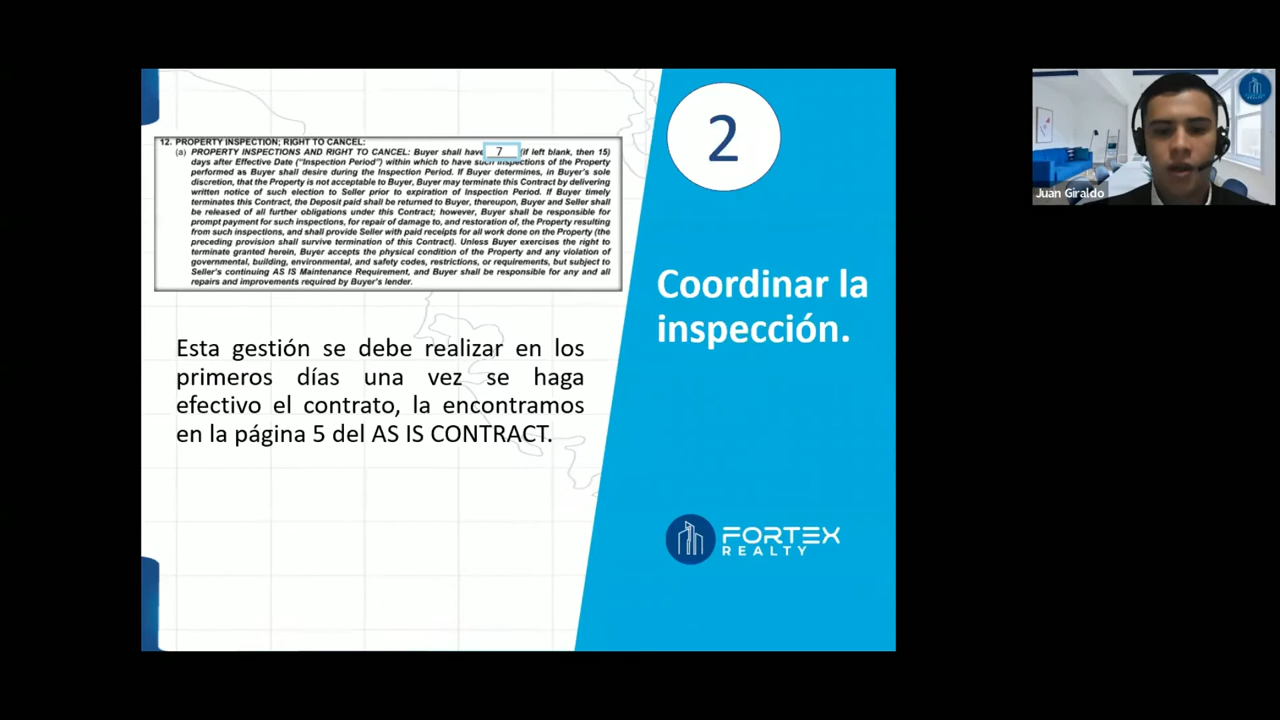 12. PROPERTY INSPECTION; RIGHT TO CANCEL:
(a) PROPERTY INSPECTIONS AND RIGHT TO CANCEL: Buyer shall have 7 (if left blank, then 15)
days after Effective Date ("Inspection Period") within which to have such inspections of the Property
performed as Buyer shall desire during the Inspection Period. If Buyer determines, in Buyer's sole
discretion, that the Property is not acceptable to Buyer, Buyer may terminate this Contract by delivering
written notice of such election to Seller prior to expiration of Inspection Period. If Buyer timely
terminates this Contract, the Deposit paid shall be returned to Buyer, thereupon, Buyer and Seller shall
be released of all further obligations under this Contract; however, Buyer shall be responsible for
prompt payment for such inspections, for repair of damage to, and restoration of, the Property resulting
from such inspections, and shall provide Seller with paid receipts for all work done on the Property (the
preceding provision shall survive termination of this Contract). Unless Buyer exercises the right to
terminate granted herein, Buyer accepts the physical condition of the Property and any violation of
governmental, building, environmental, and safety codes, restrictions, or requirements, but subject to
Seller's continuing AS IS Maintenance Requirement, and Buyer shall be responsible for any and all
repairs and improvements required by Buyer's lender.
Esta gestión se debe realizar en los
primeros días una vez se haga
efectivo el contrato, la encontramos
en la página 5 del AS IS CONTRACT.
2
Coordinar la
inspección.
FORTEX
REALTY
Juan Giraldo